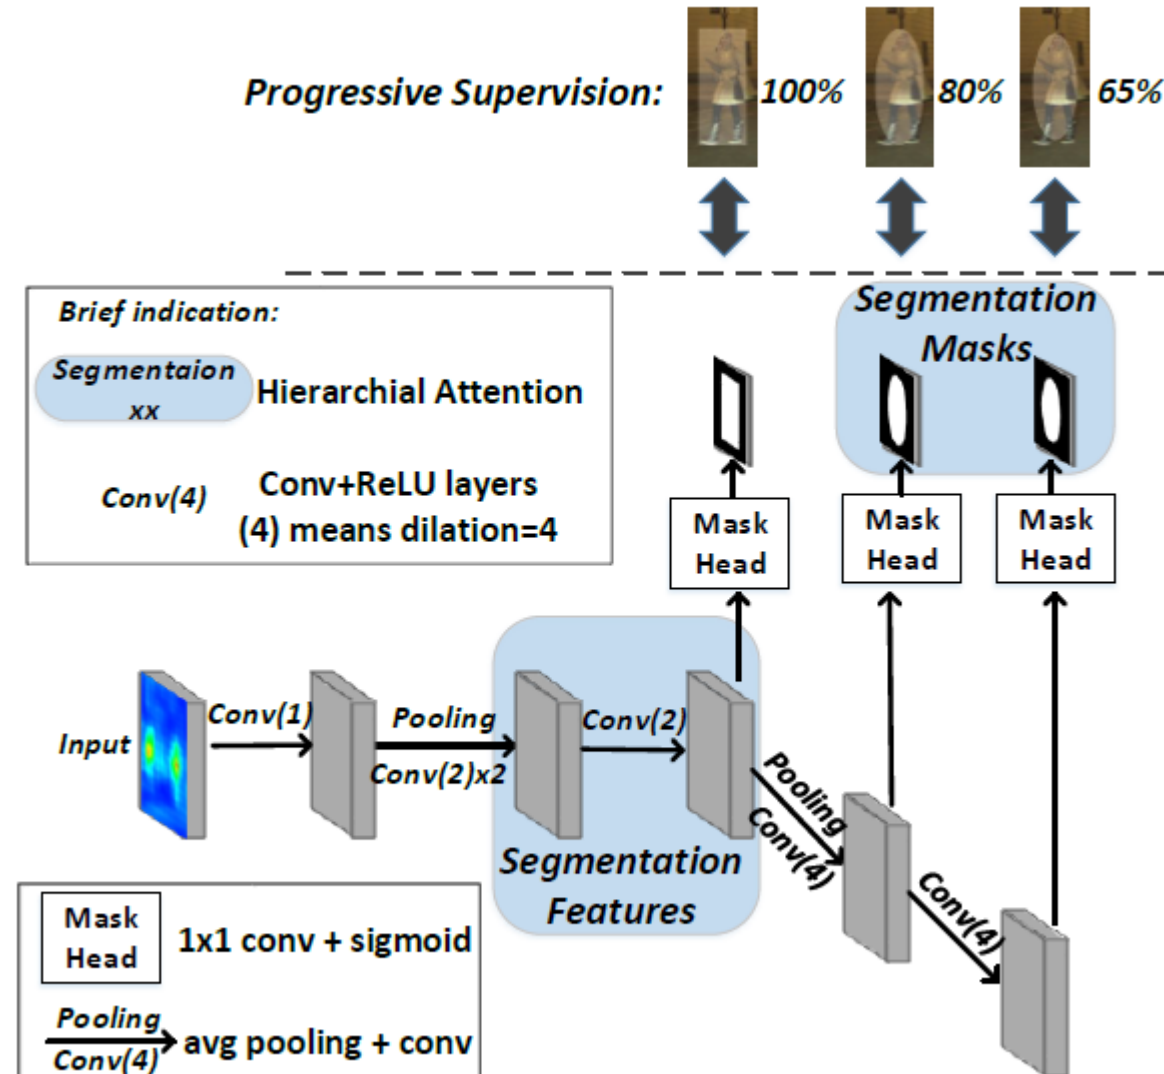 Progressive Supervision:
100%
80%
65%
Brief indication:
Segmentaion
xx
Hierarchial Attention
Conv(4)
Conv+ReLU layers
(4) means dilation=4
Segmentation
Masks
Mask
Head
Mask
Head
Mask
Head
Input
Conv(1)
Pooling
Conv(2)x2
Conv(2)
Pooling
Conv(4)
Conv(4)
Segmentation
Features
Mask
Head
1x1 conv + sigmoid
Pooling
Conv(4)
avg pooling + conv